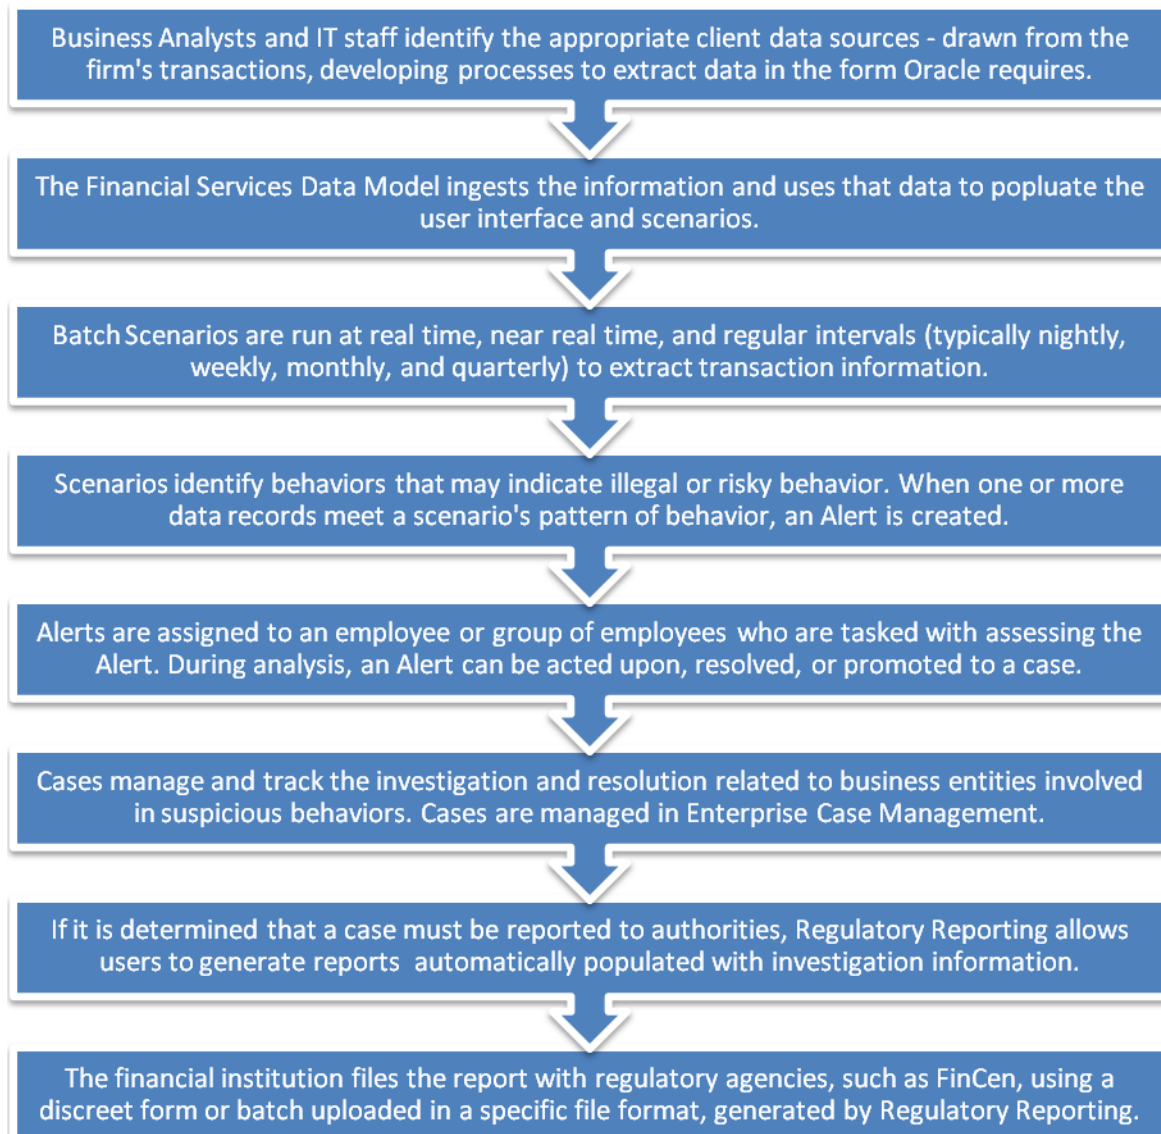 Business Analysts and IT staff identify the appropriate client data sources - drawn from the
firm's transactions, developing processes to extract data in the form Oracle requires.
The Financial Services Data Model ingests the information and uses that data to popluate the
user interface and scenarios.
Batch Scenarios are run at real time, near real time, and regular intervals (typically nightly,
weekly, monthly, and quarterly) to extract transaction information.
Scenarios identify behaviors that may indicate illegal or risky behavior. When one or more
data records meet a scenario's pattern of behavior, an Alert is created.
Alerts are assigned to an employee or group of employees who are tasked with assessing the
Alert. During analysis, an Alert can be acted upon, resolved, or promoted to a case.
Cases manage and track the investigation and resolution related to business entities involved
in suspicious behaviors. Cases are managed in Enterprise Case Management.
If it is determined that a case must be reported to authorities, Regulatory Reporting allows
users to generate reports automatically populated with investigation information.
The financial institution files the report with regulatory agencies, such as FinCen, using a
discreet form or batch uploaded in a specific file format, generated by Regulatory Reporting.